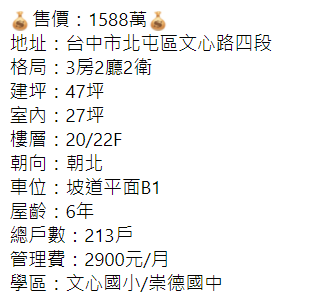 💰售價：1588萬💰
地址：台中市北屯區文心路四段
格局：3房2廳2衛
建坪：47坪
室內：27坪
樓層：20/22F
朝向：朝北
車位：坡道平面B1
屋齡：6年
總戶數：213戶
管理費：2900元/月
學區：文心國小/崇德國中